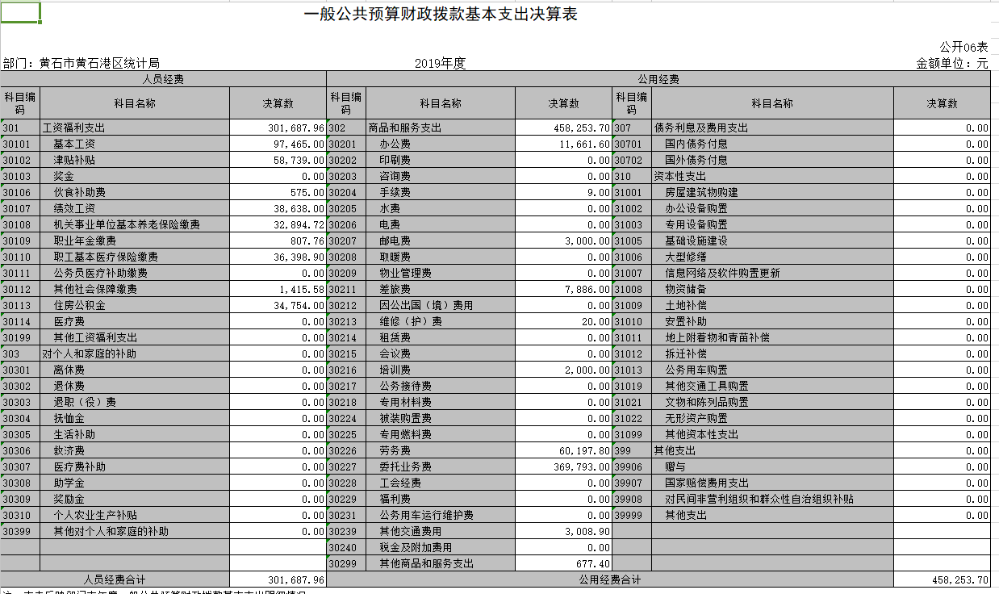 一般公共预算财政拨款基本支出决算表
公开06表
部门：黄石市黄石港区统计局 2019年度 金额单位：元
人员经费 公用经费
科目编码 科目名称 决算数 科目编码 科目名称 决算数 科目编码 科目名称 决算数
301 工资福利支出 301,687.96 302 商品和服务支出 458,253.70 307 债务利息及费用支出 0.00
30101 基本工资 97,465.00 30201 办公费 11,661.60 30701 国内债务付息 0.00
30102 津贴补贴 58,739.00 30202 印刷费 0.00 30702 国外债务付息 0.00
30103 奖金 0.00 30203 咨询费 0.00 310 资本性支出 0.00
30106 伙食补助费 575.00 30204 手续费 9.00 31001 房屋建筑物购建 0.00
30107 绩效工资 38,638.00 30205 水费 0.00 31002 办公设备购置 0.00
30108 机关事业单位基本养老保险缴费 32,894.72 30206 电费 0.00 31003 专用设备购置 0.00
30109 职业年金缴费 807.76 30207 邮电费 3,000.00 31005 基础设施建设 0.00
30110 职工基本医疗保险缴费 36,398.90 30208 取暖费 0.00 31006 大型修缮 0.00
30111 公务员医疗补助缴费 0.00 30209 物业管理费 0.00 31007 信息网络及软件购置更新 0.00
30112 其他社会保障缴费 1,415.58 30211 差旅费 7,886.00 31008 物资储备 0.00
30113 住房公积金 34,754.00 30212 因公出国（境）费用 0.00 31009 土地补偿 0.00
30114 医疗费 0.00 30213 维修（护）费 20.00 31010 安置补助 0.00
30199 其他工资福利支出 0.00 30214 租赁费 0.00 31011 地上附着物和青苗补偿 0.00
303 对个人和家庭的补助 0.00 30215 会议费 0.00 31012 拆迁补偿 0.00
30301 离休费 0.00 30216 培训费 2,000.00 31013 公务用车购置 0.00
30302 退休费 0.00 30217 公务接待费 0.00 31019 其他交通工具购置 0.00
30303 退职（役）费 0.00 30218 专用材料费 0.00 31021 文物和陈列品购置 0.00
30304 抚恤金 0.00 30224 被装购置费 0.00 31022 无形资产购置 0.00
30305 生活补助 0.00 30225 专用燃料费 0.00 31099 其他资本性支出 0.00
30306 救济费 0.00 30226 劳务费 60,197.80 399 其他支出 0.00
30307 医疗费补助 0.00 30227 委托业务费 369,793.00 39906 赠与 0.00
30308 助学金 0.00 30228 工会经费 0.00 39907 国家赔偿费用支出 0.00
30309 奖励金 0.00 30229 福利费 0.00 39908 对民间非营利组织和群众性自治组织补贴 0.00
30310 个人农业生产补贴 0.00 30231 公务用车运行维护费 0.00 39999 其他支出 0.00
30399 其他对个人和家庭的补助 0.00 30239 其他交通费用 3,008.90
30240 税金及附加费用 0.00
30299 其他商品和服务支出 677.40
人员经费合计 301,687.96 公用经费合计 458,253.70